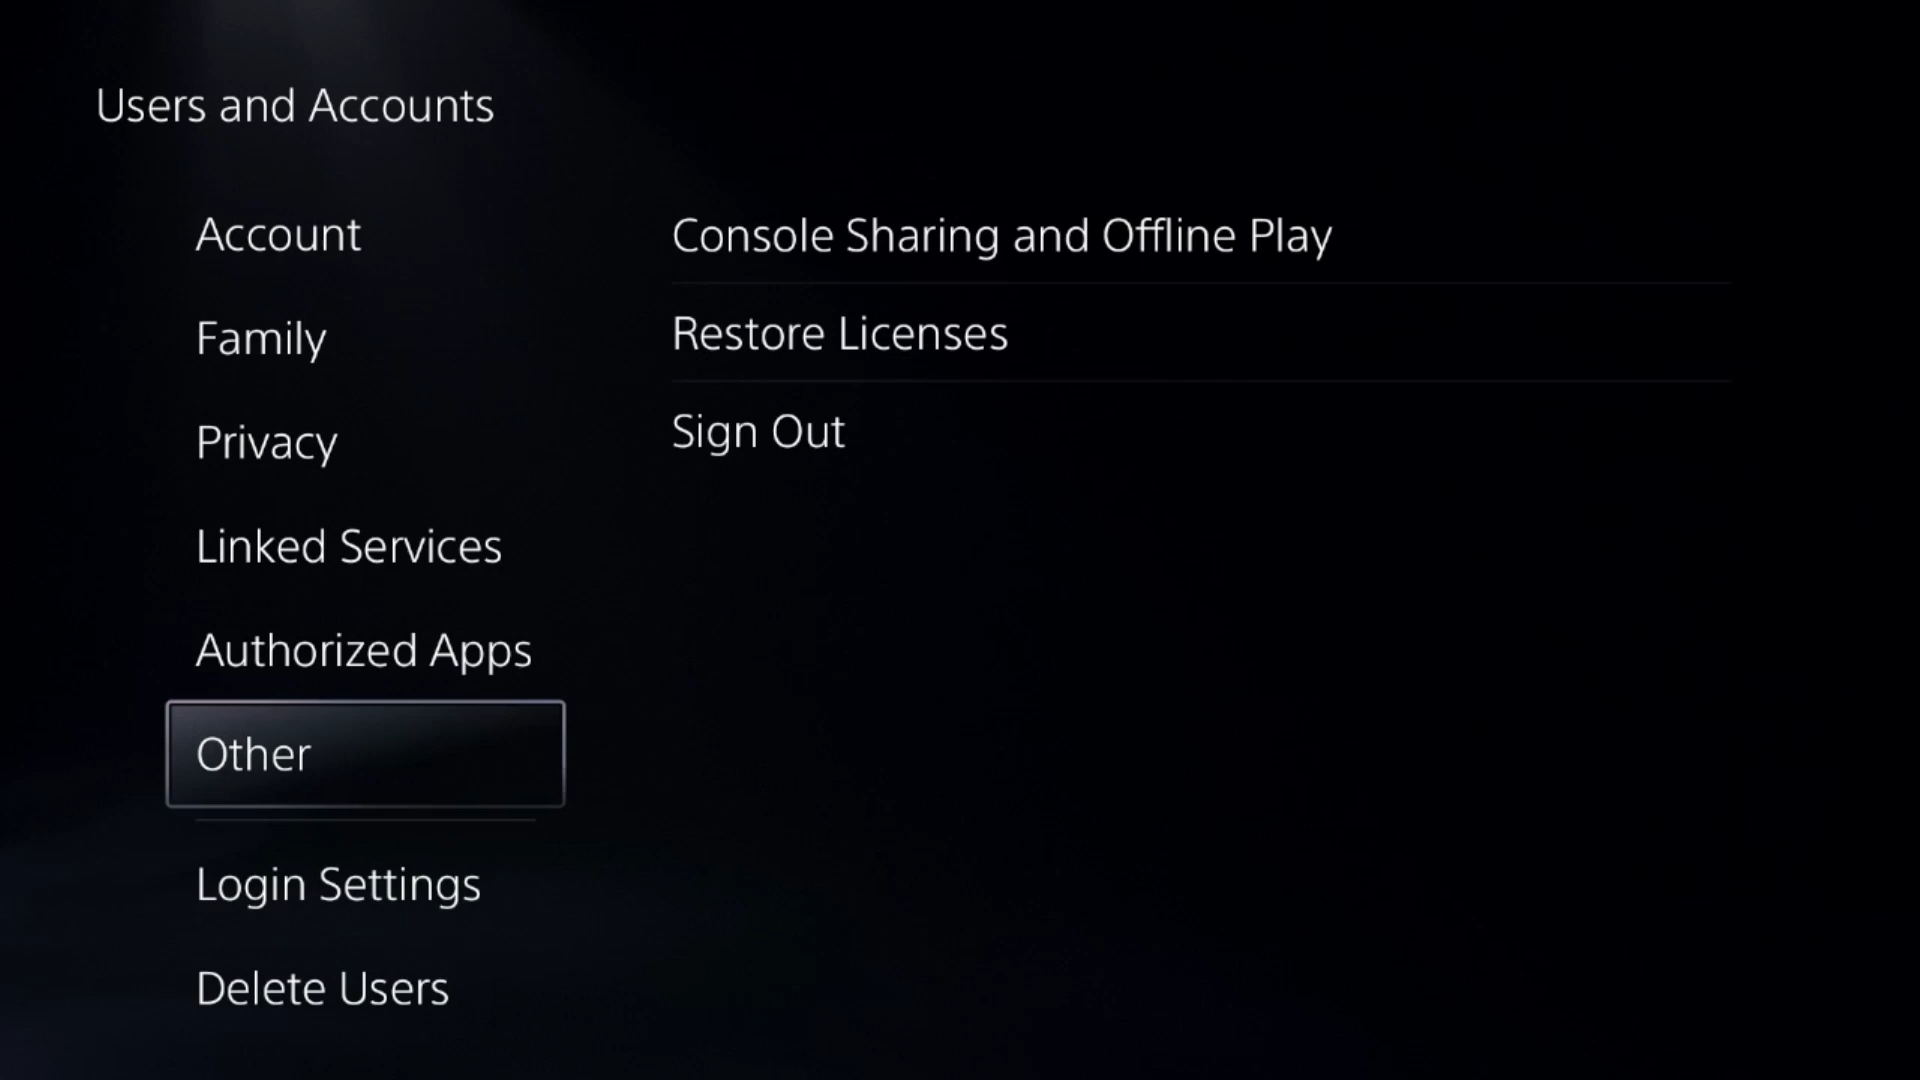 Users and Accounts
Account
Family
Privacy
Linked Services
Authorized Apps
Other
Login Settings
Delete Users
Console Sharing and Offline Play
Restore Licenses
Sign Out